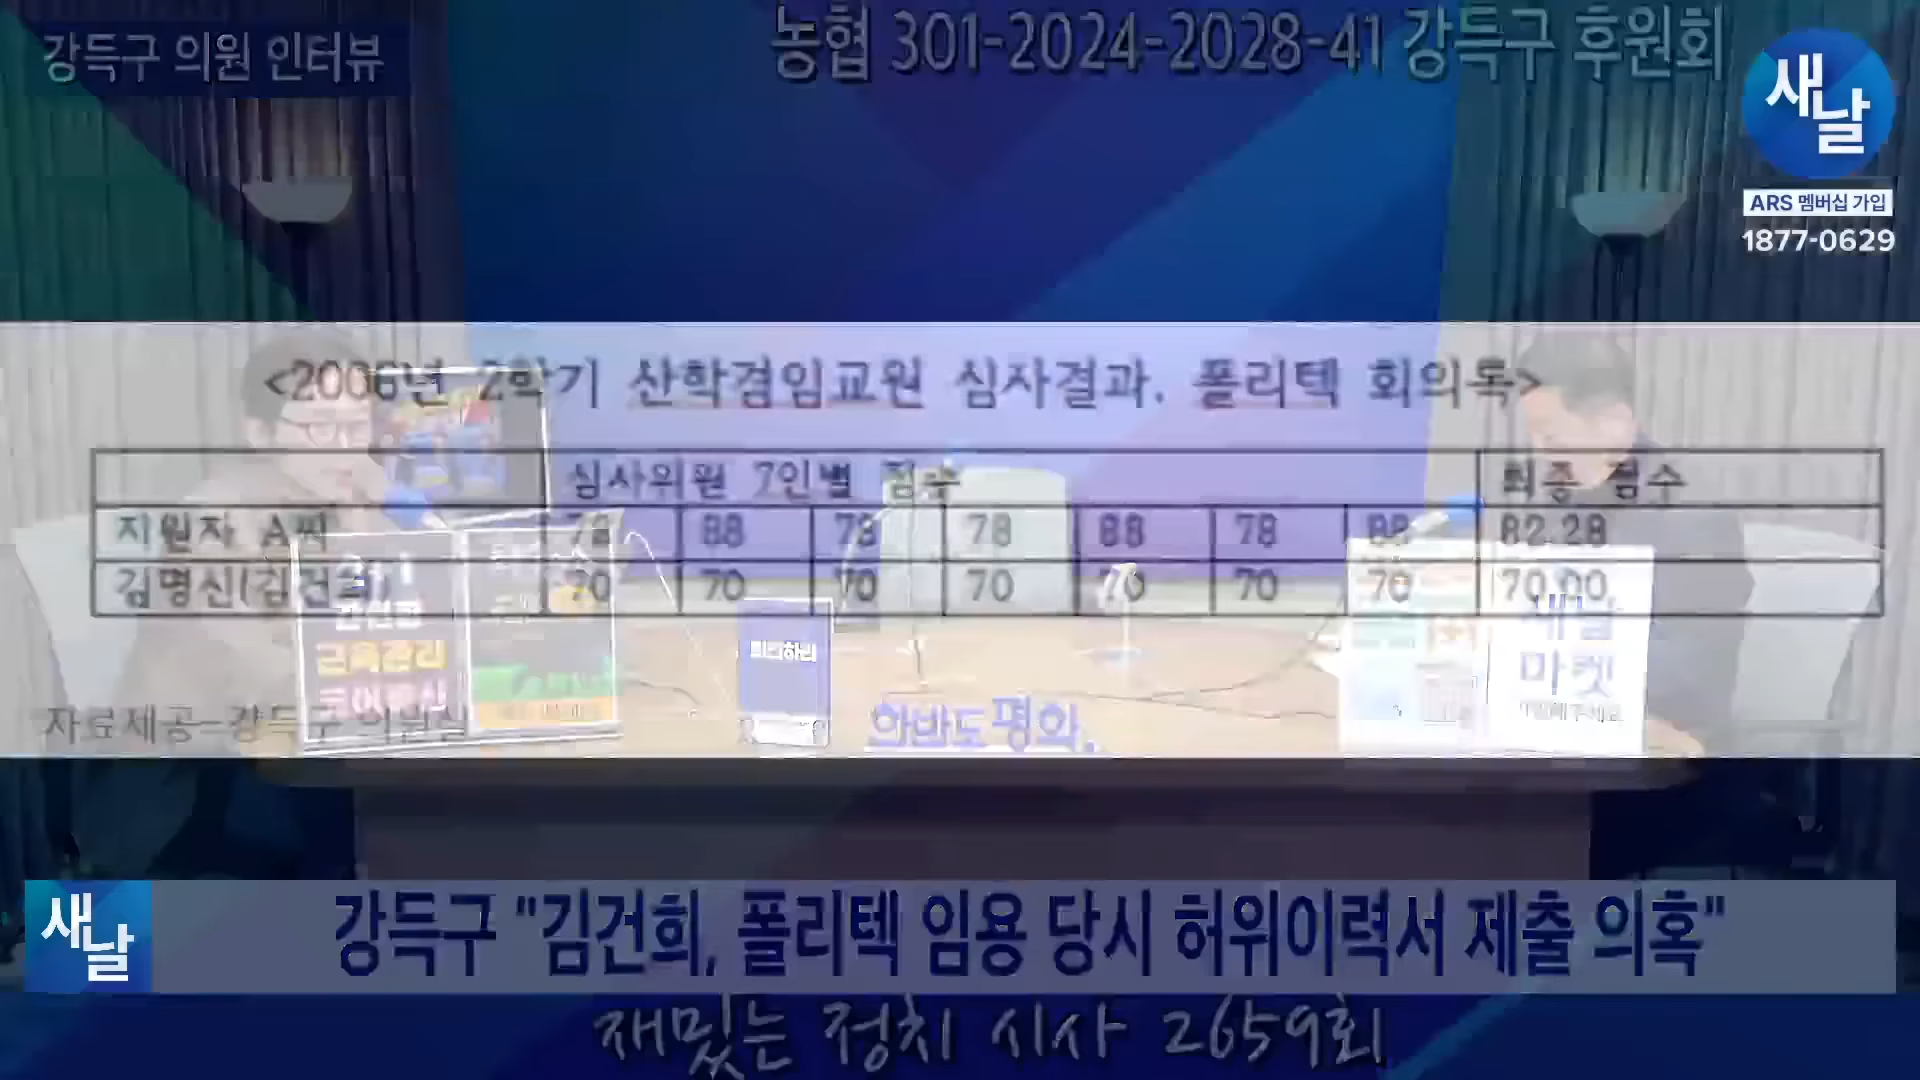 강득구 의원 인터뷰
농협 301-2024-2028-41 강득구 후원회
새날
ARS 멤버십 가입
1877-0629
<2006년 2학기 산학겸임교원 심사결과. 폴리텍 회의록>
심사위원 7인별 점수 최종 점수
지원자 A씨 78 88 78 78 88 78 88 82.28
김명신(김건희) 70 70 70 70 70 70 70 70.00
근육관리
마켓
한반도평화.
자료제공-강득구 의원실
새날
강득구 "김건희, 폴리텍 임용 당시 허위이력서 제출 의혹"
재밌는 정치 시사 2659회